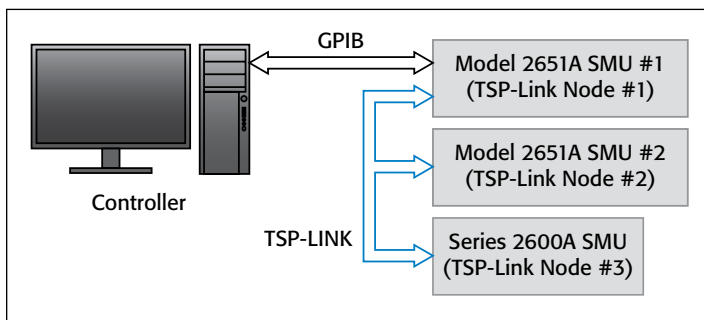 GPIB
Model 2651A SMU #1
(TSP-Link Node #1)
Model 2651A SMU #2
(TSP-Link Node #2)
Controller
TSP-LINK
Series 2600A SMU
(TSP-Link Node #3)